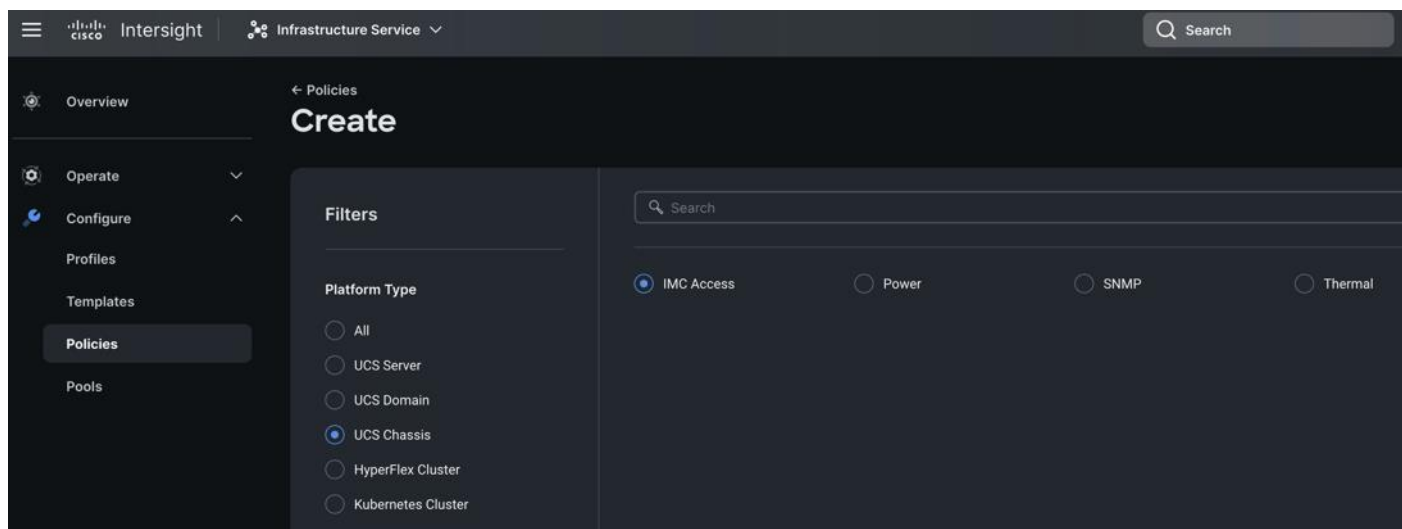 cisco Intersight Infrastructure Service Search
Overview
← Policies
Create
Operate
Configure
Profiles
Templates
Policies
Pools
Filters
Platform Type
All
UCS Server
UCS Domain
UCS Chassis
HyperFlex Cluster
Kubernetes Cluster
Search
IMC Access Power SNMP Thermal